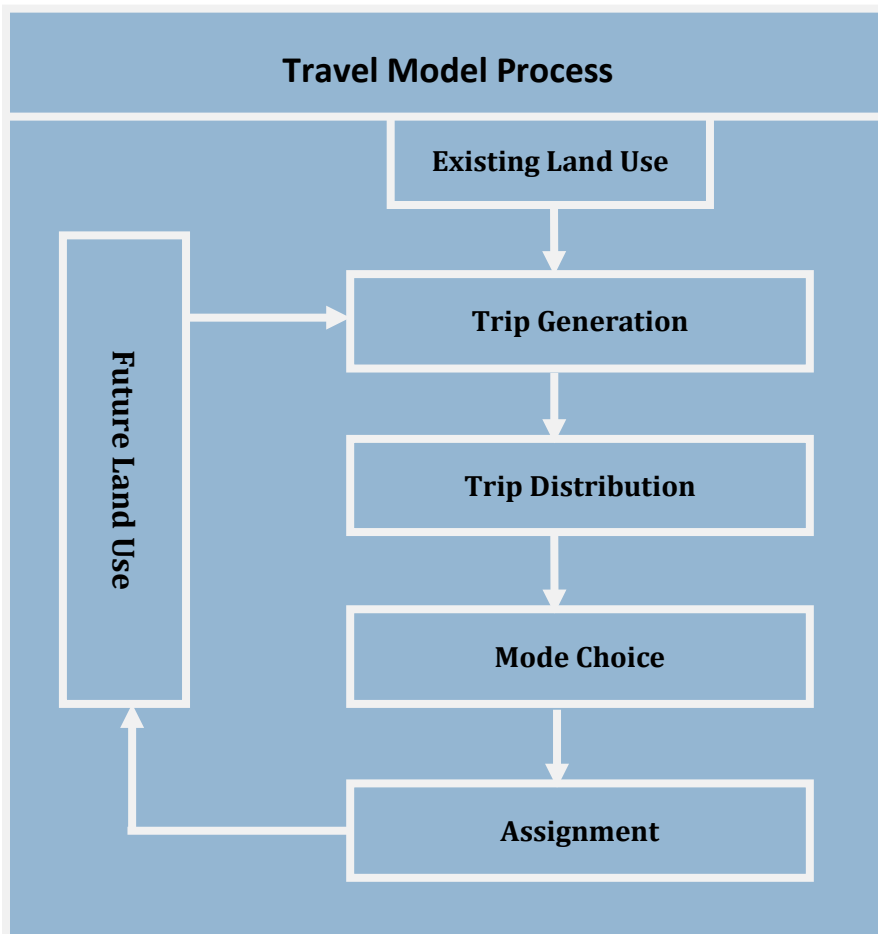 Travel Model Process
Existing Land Use
Trip Generation
Future Land Use
Trip Distribution
Mode Choice
Assignment